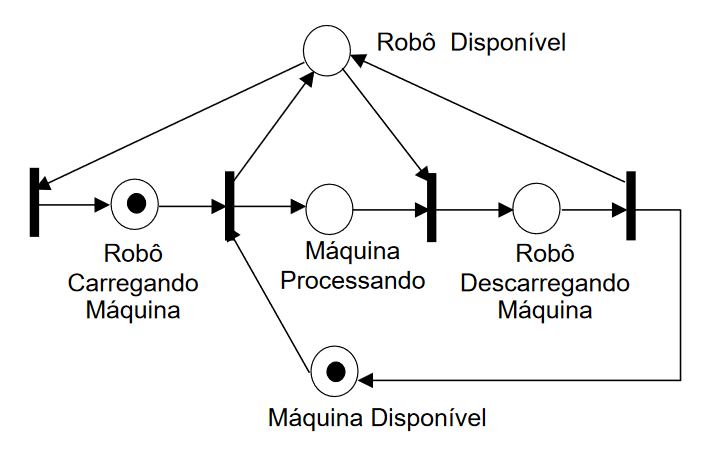 Robô Disponível
Robô
Carregando
Máquina
Máquina
Processando
Robô
Descarregando
Máquina
Máquina Disponível